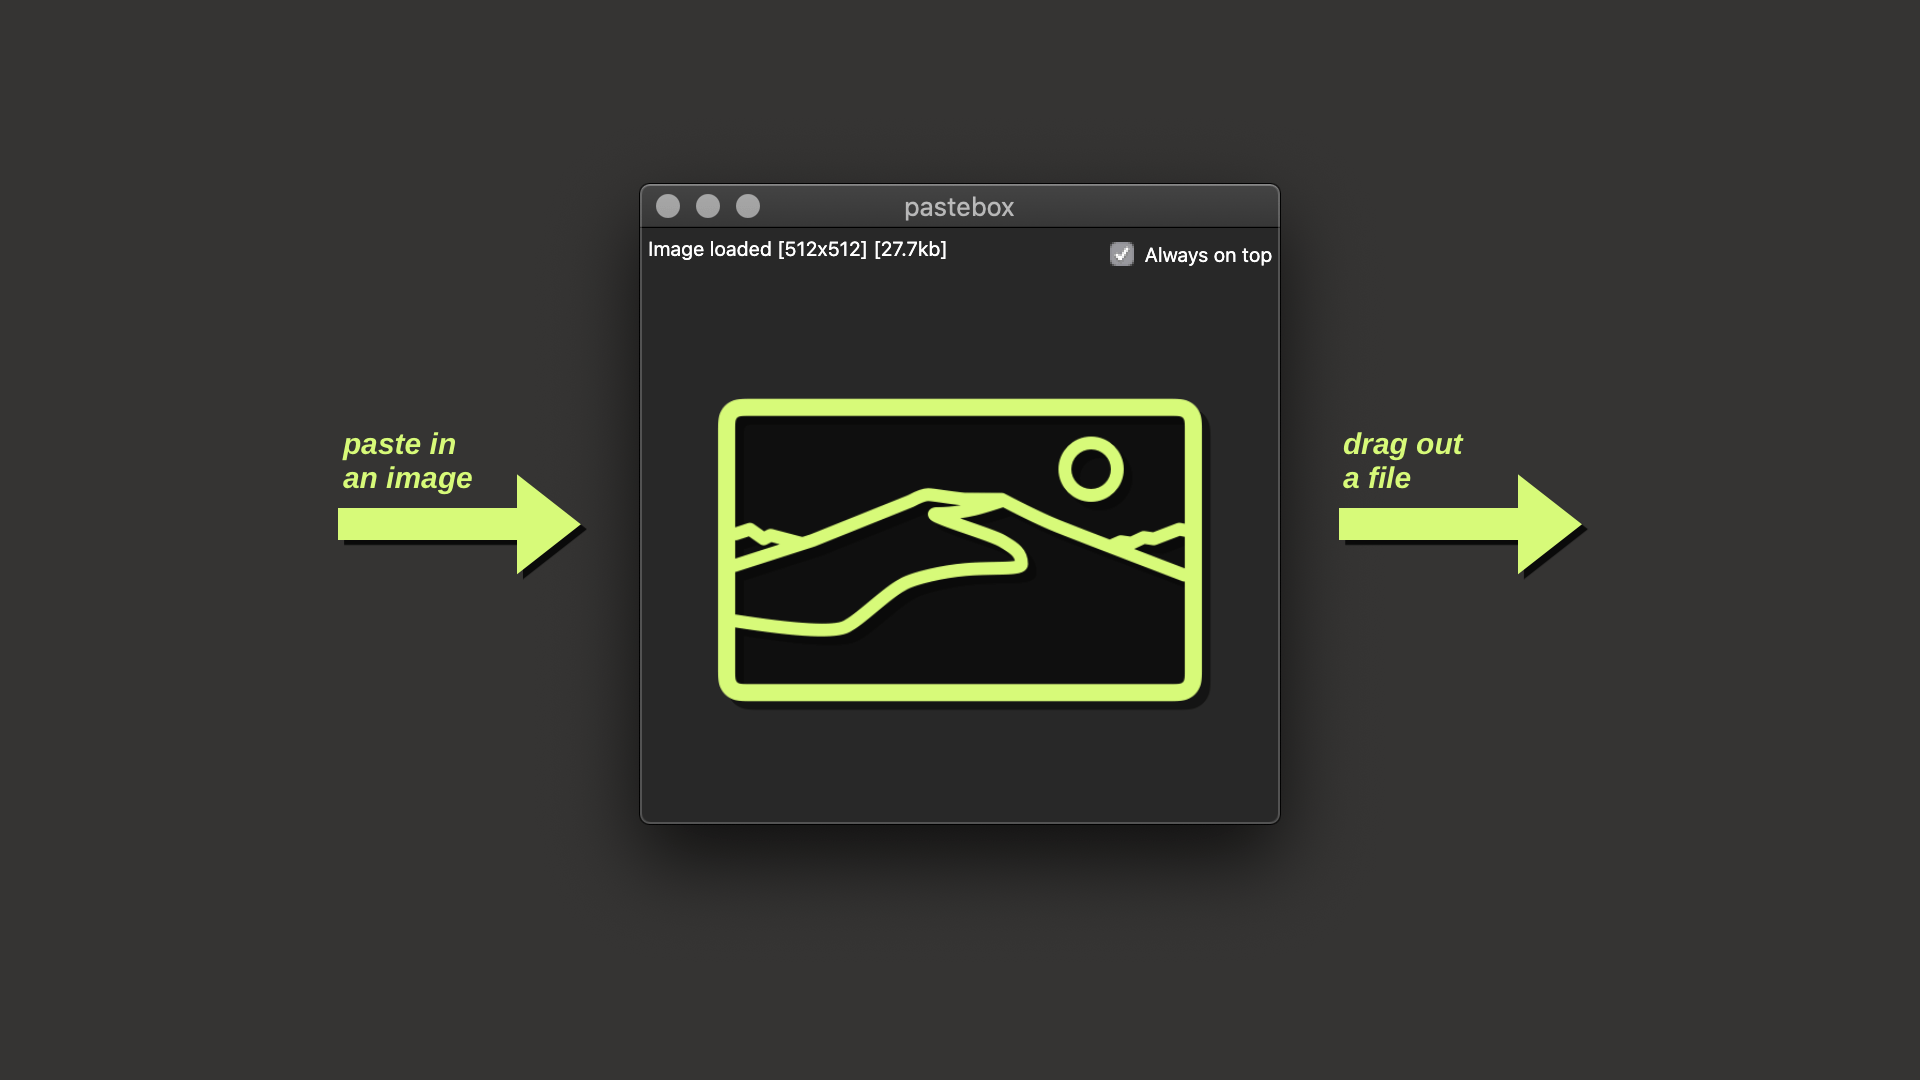 pastebox
Image loaded [512x512] [27.7kb]
Always on top
paste in
an image
drag out
a file